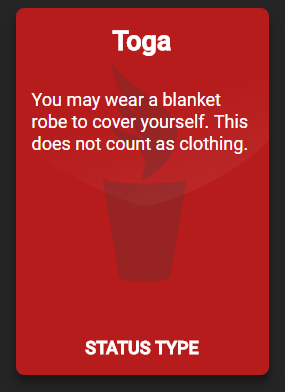 Toga
You may wear a blanket
robe to cover yourself. This
does not count as clothing.
STATUS TYPE